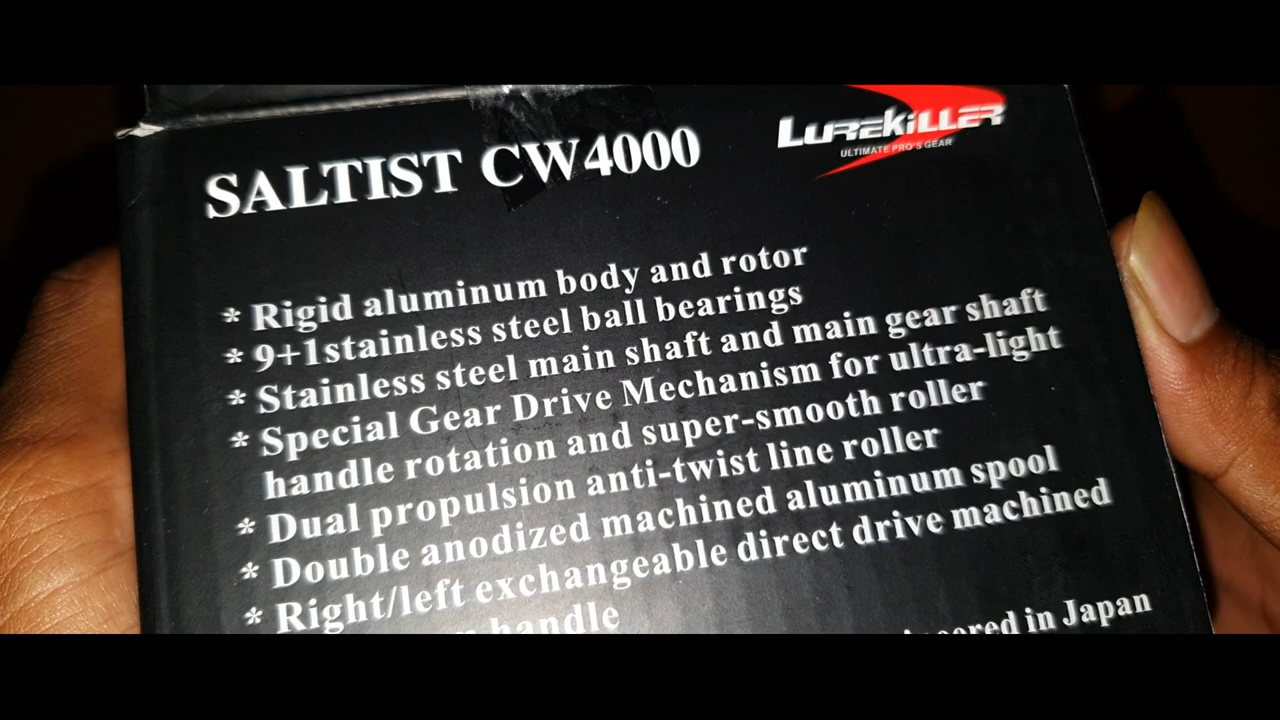 SALTIST CW4000
LUREKILLER
ULTIMATE PRO'S GEAR
* Rigid aluminum body and rotor
* 9+1stainless steel ball bearings
* Stainless steel main shaft and main gear shaft
* Special Gear Drive Mechanism for ultra-light
handle rotation and super-smooth roller
* Dual propulsion anti-twist line roller
* Double anodized machined aluminum spool
* Right/left exchangeable direct drive machined
handle
in Japan